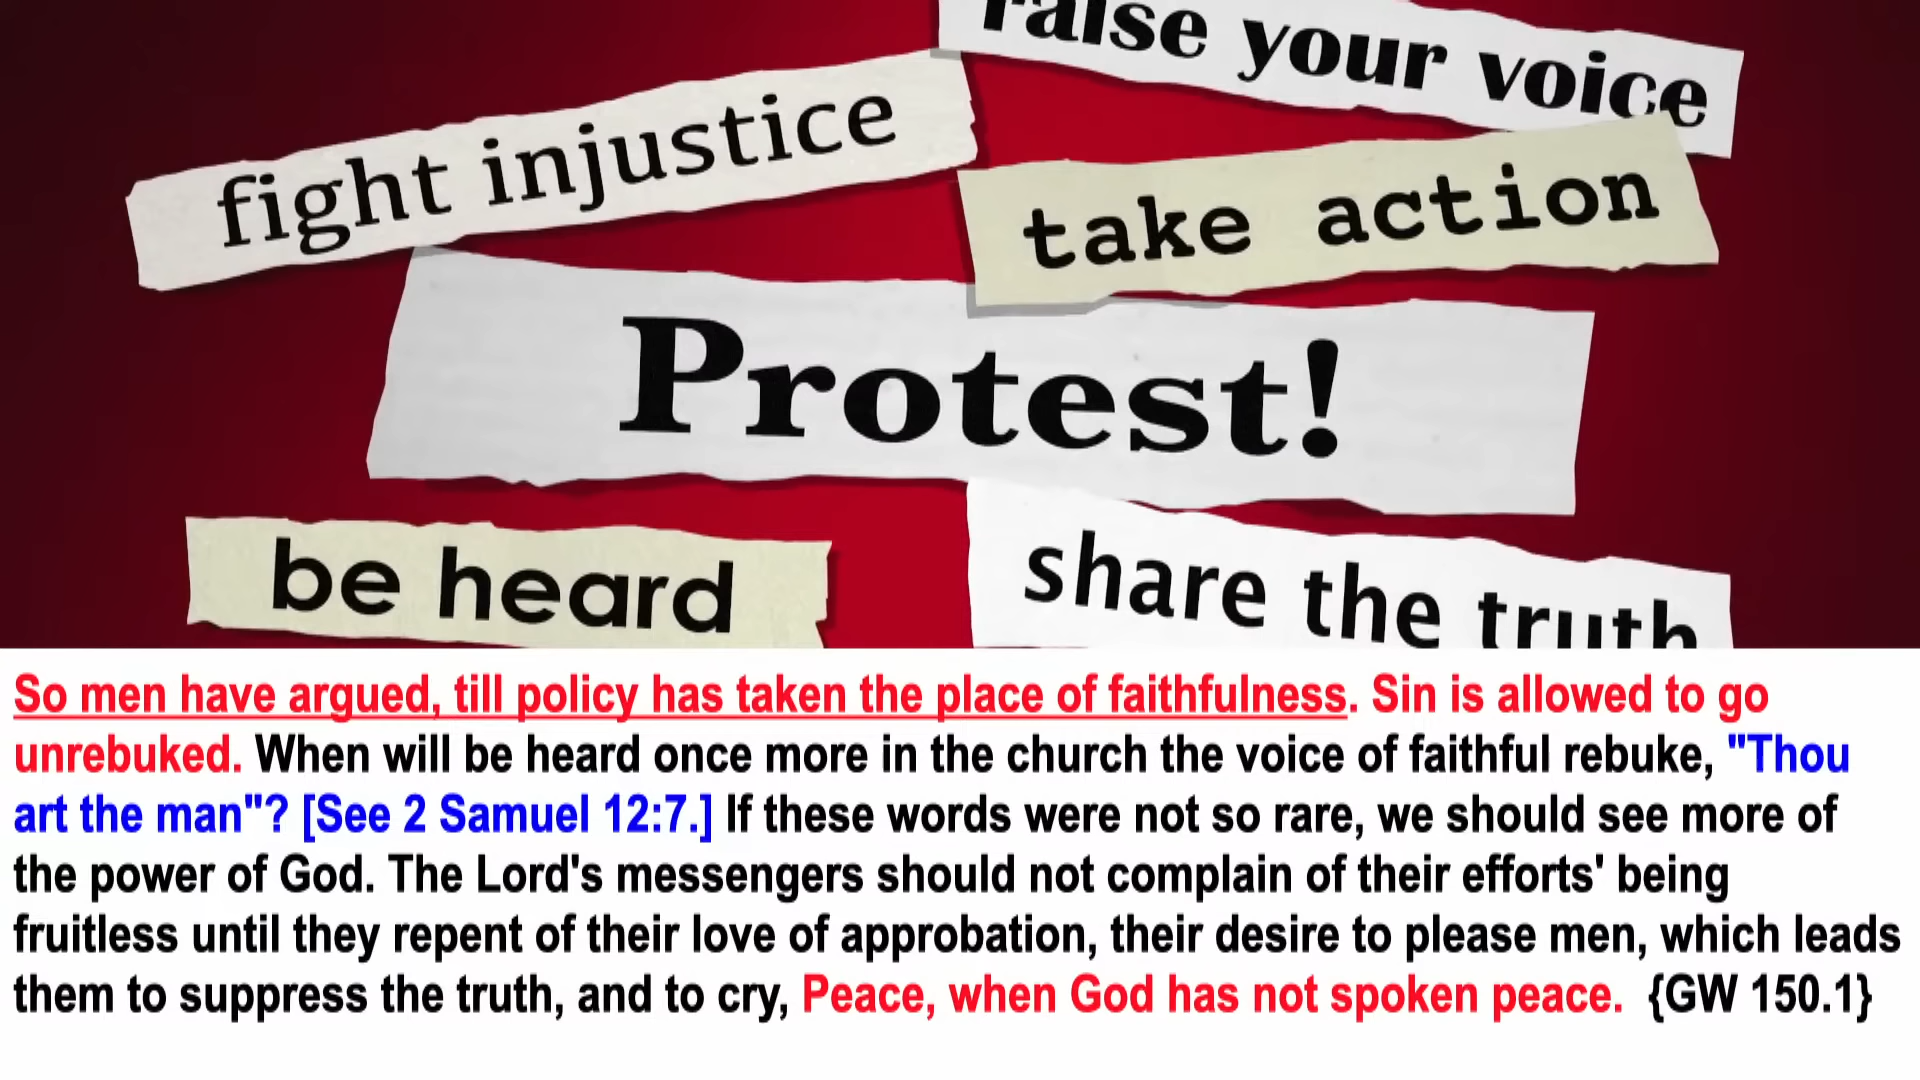 raise your voice
fight injustice
take action
Protest!
be heard
share the truth
So men have argued, till policy has taken the place of faithfulness. Sin is allowed to go
unrebuked. When will be heard once more in the church the voice of faithful rebuke, "Thou
art the man"? [See 2 Samuel 12:7.] If these words were not so rare, we should see more of
the power of God. The Lord's messengers should not complain of their efforts' being
fruitless until they repent of their love of approbation, their desire to please men, which leads
them to suppress the truth, and to cry, Peace, when God has not spoken peace.  {GW 150.1}